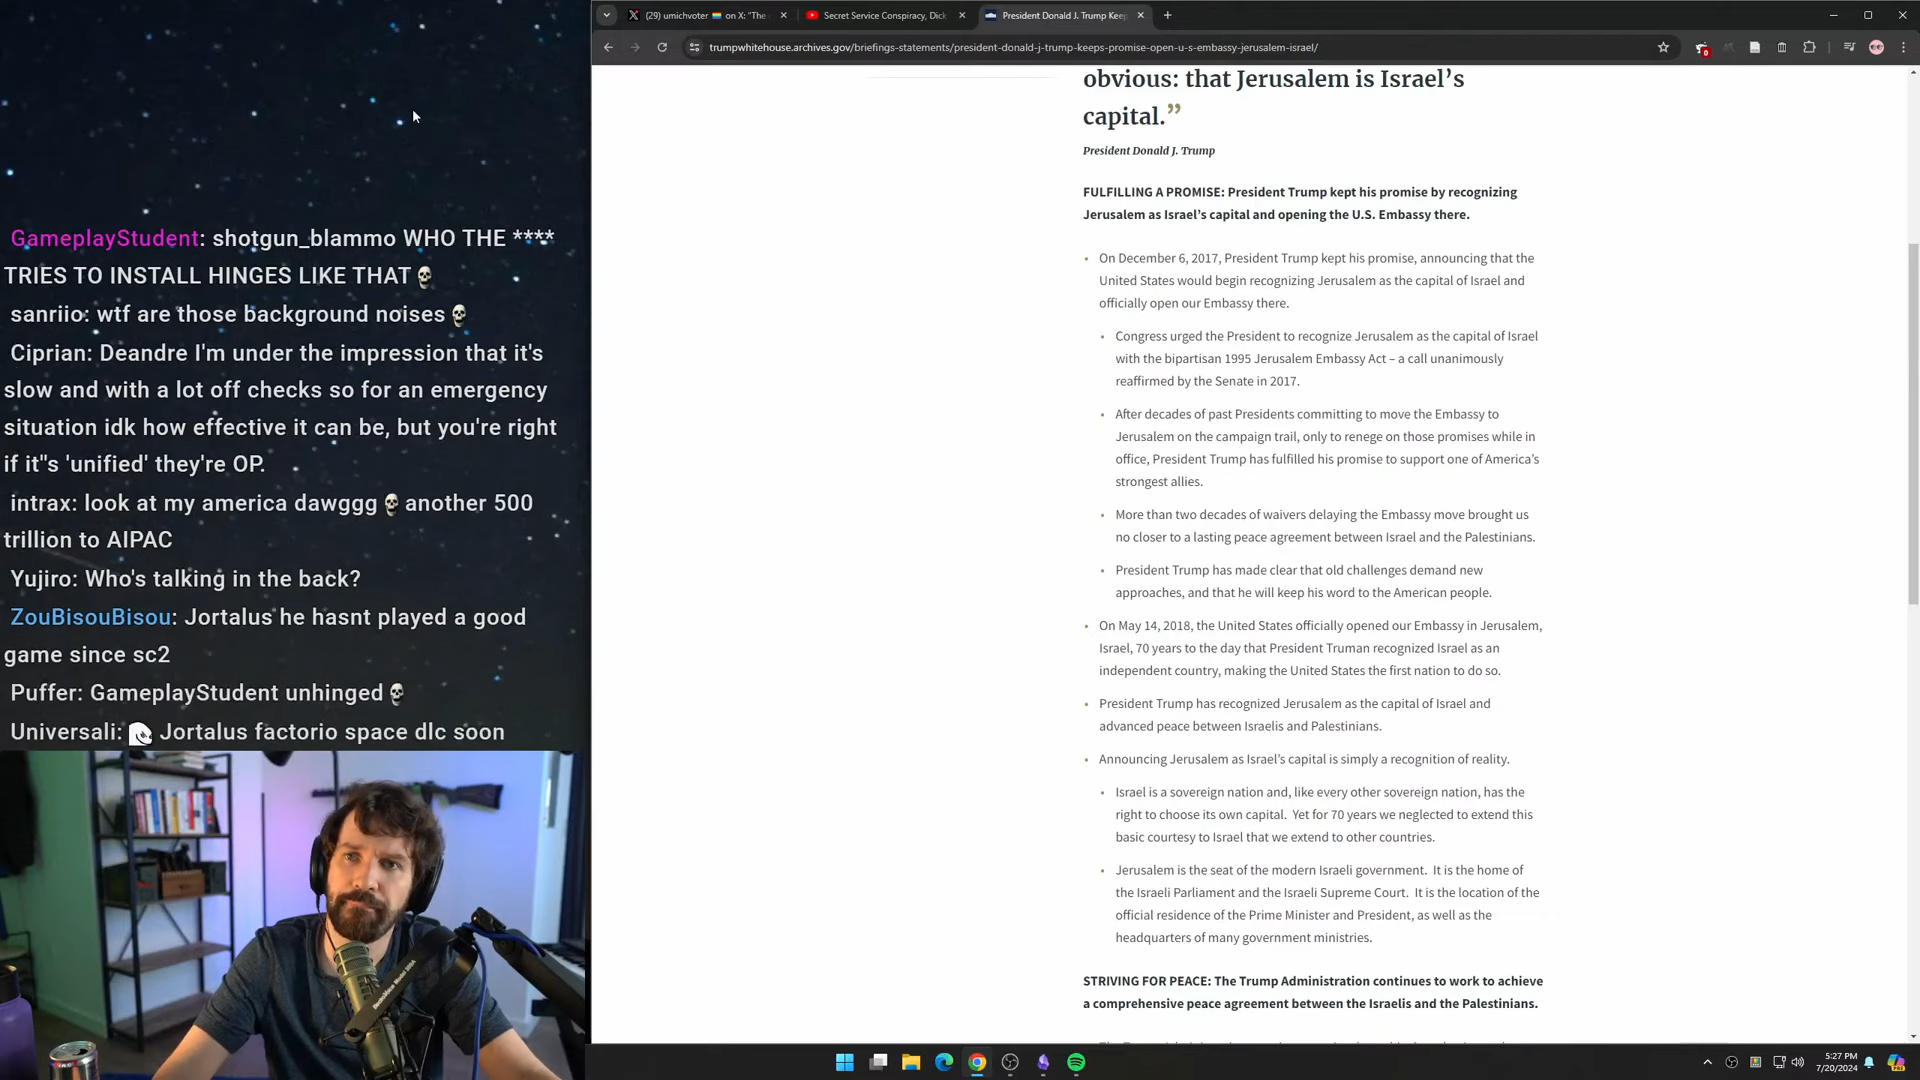 (29) umichvoter 🏳️‍🌈 on X: "The
Secret Service Conspiracy, Dick
President Donald J. Trump Keep
trumpwhitehouse.archives.gov/briefings-statements/president-donald-j-trump-keeps-promise-open-u-s-embassy-jerusalem-israel/
0
GameplayStudent: shotgun_blammo WHO THE ****
TRIES TO INSTALL HINGES LIKE THAT💀
sanriio: wtf are those background noises💀
Ciprian: Deandre I'm under the impression that it's
slow and with a lot off checks so for an emergency
situation idk how effective it can be, but you're right
if it"s 'unified' they're OP.
intrax: look at my america dawggg💀another 500
trillion to AIPAC
Yujiro: Who's talking in the back?
ZouBisouBisou: Jortalus he hasnt played a good
game since sc2
Puffer: GameplayStudent unhinged💀
Universali: Jortalus factorio space dlc soon
obvious: that Jerusalem is Israel’s
capital.”
President Donald J. Trump
FULFILLING A PROMISE: President Trump kept his promise by recognizing
Jerusalem as Israel’s capital and opening the U.S. Embassy there.
On December 6, 2017, President Trump kept his promise, announcing that the
United States would begin recognizing Jerusalem as the capital of Israel and
officially open our Embassy there.
Congress urged the President to recognize Jerusalem as the capital of Israel
with the bipartisan 1995 Jerusalem Embassy Act – a call unanimously
reaffirmed by the Senate in 2017.
After decades of past Presidents committing to move the Embassy to
Jerusalem on the campaign trail, only to renege on those promises while in
office, President Trump has fulfilled his promise to support one of America’s
strongest allies.
More than two decades of waivers delaying the Embassy move brought us
no closer to a lasting peace agreement between Israel and the Palestinians.
President Trump has made clear that old challenges demand new
approaches, and that he will keep his word to the American people.
On May 14, 2018, the United States officially opened our Embassy in Jerusalem,
Israel, 70 years to the day that President Truman recognized Israel as an
independent country, making the United States the first nation to do so.
President Trump has recognized Jerusalem as the capital of Israel and
advanced peace between Israelis and Palestinians.
Announcing Jerusalem as Israel’s capital is simply a recognition of reality.
Israel is a sovereign nation and, like every other sovereign nation, has the
right to choose its own capital. Yet for 70 years we neglected to extend this
basic courtesy to Israel that we extend to other countries.
Jerusalem is the seat of the modern Israeli government. It is the home of
the Israeli Parliament and the Israeli Supreme Court. It is the location of the
official residence of the Prime Minister and President, as well as the
headquarters of many government ministries.
STRIVING FOR PEACE: The Trump Administration continues to work to achieve
a comprehensive peace agreement between the Israelis and the Palestinians.
5:27 PM
7/20/2024